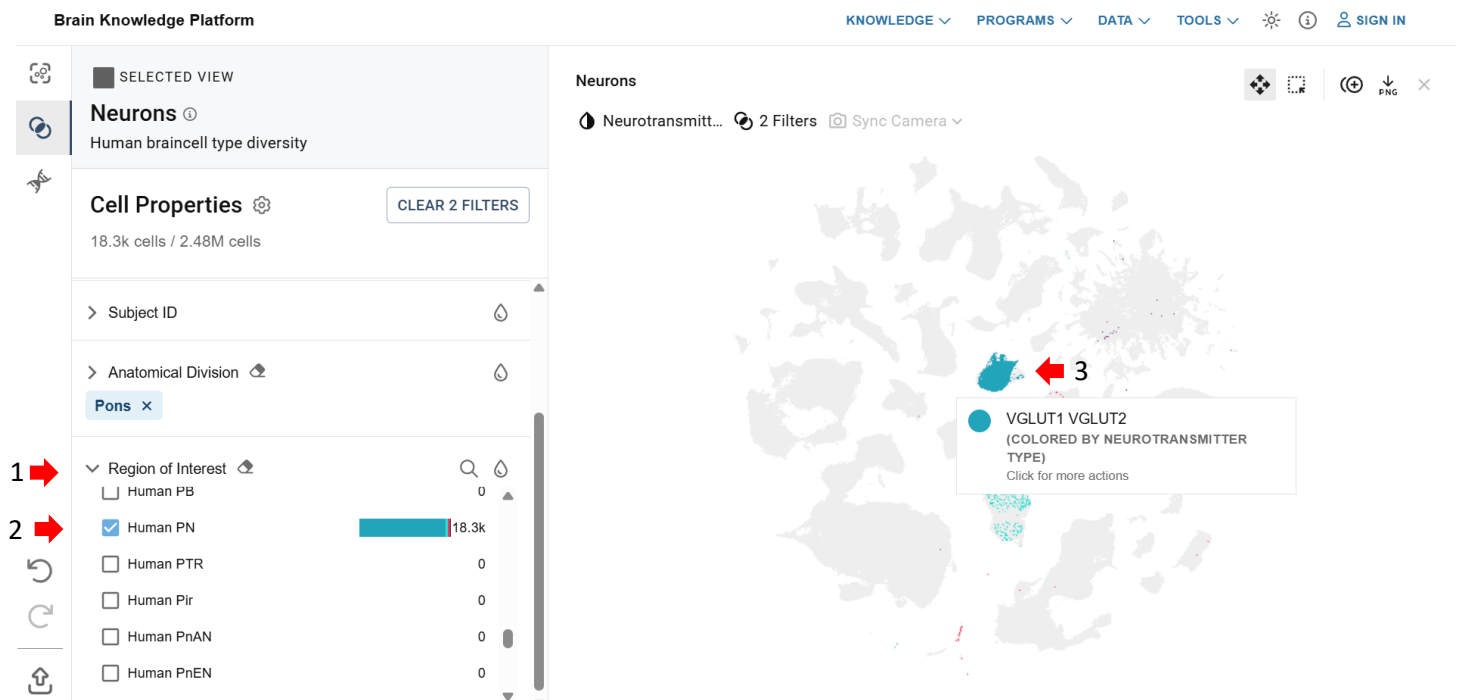 Brain Knowledge Platform
KNOWLEDGE PROGRAMS DATA TOOLS SIGN IN
SELECTED VIEW
Neurons
Human braincell type diversity
Cell Properties
CLEAR 2 FILTERS
18.3k cells / 2.48M cells
Subject ID
Anatomical Division
Pons ×
1
Region of Interest
Human PB 0
2
Human PN 18.3k
Human PTR 0
Human Pir 0
Human PnAN 0
Human PnEN 0
Neurons
PNG
Neurotransmitt... 2 Filters Sync Camera
3
VGLUT1 VGLUT2
(COLORED BY NEUROTRANSMITTER
TYPE)
Click for more actions